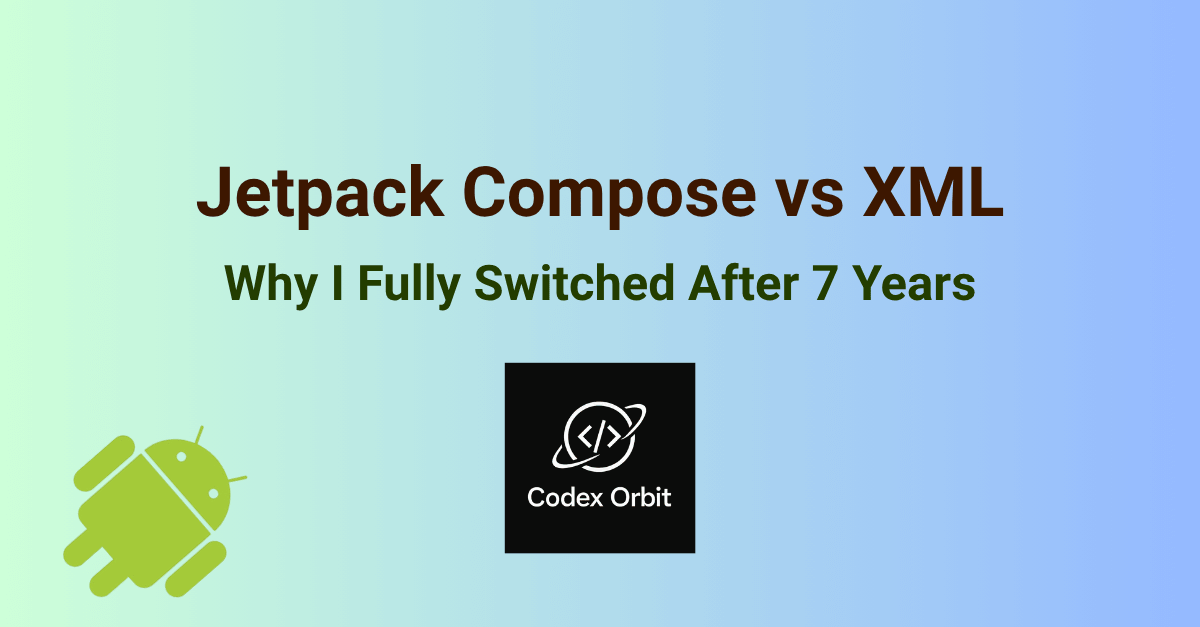 Jetpack Compose vs XML
Why I Fully Switched After 7 Years
</>
Codex Orbit